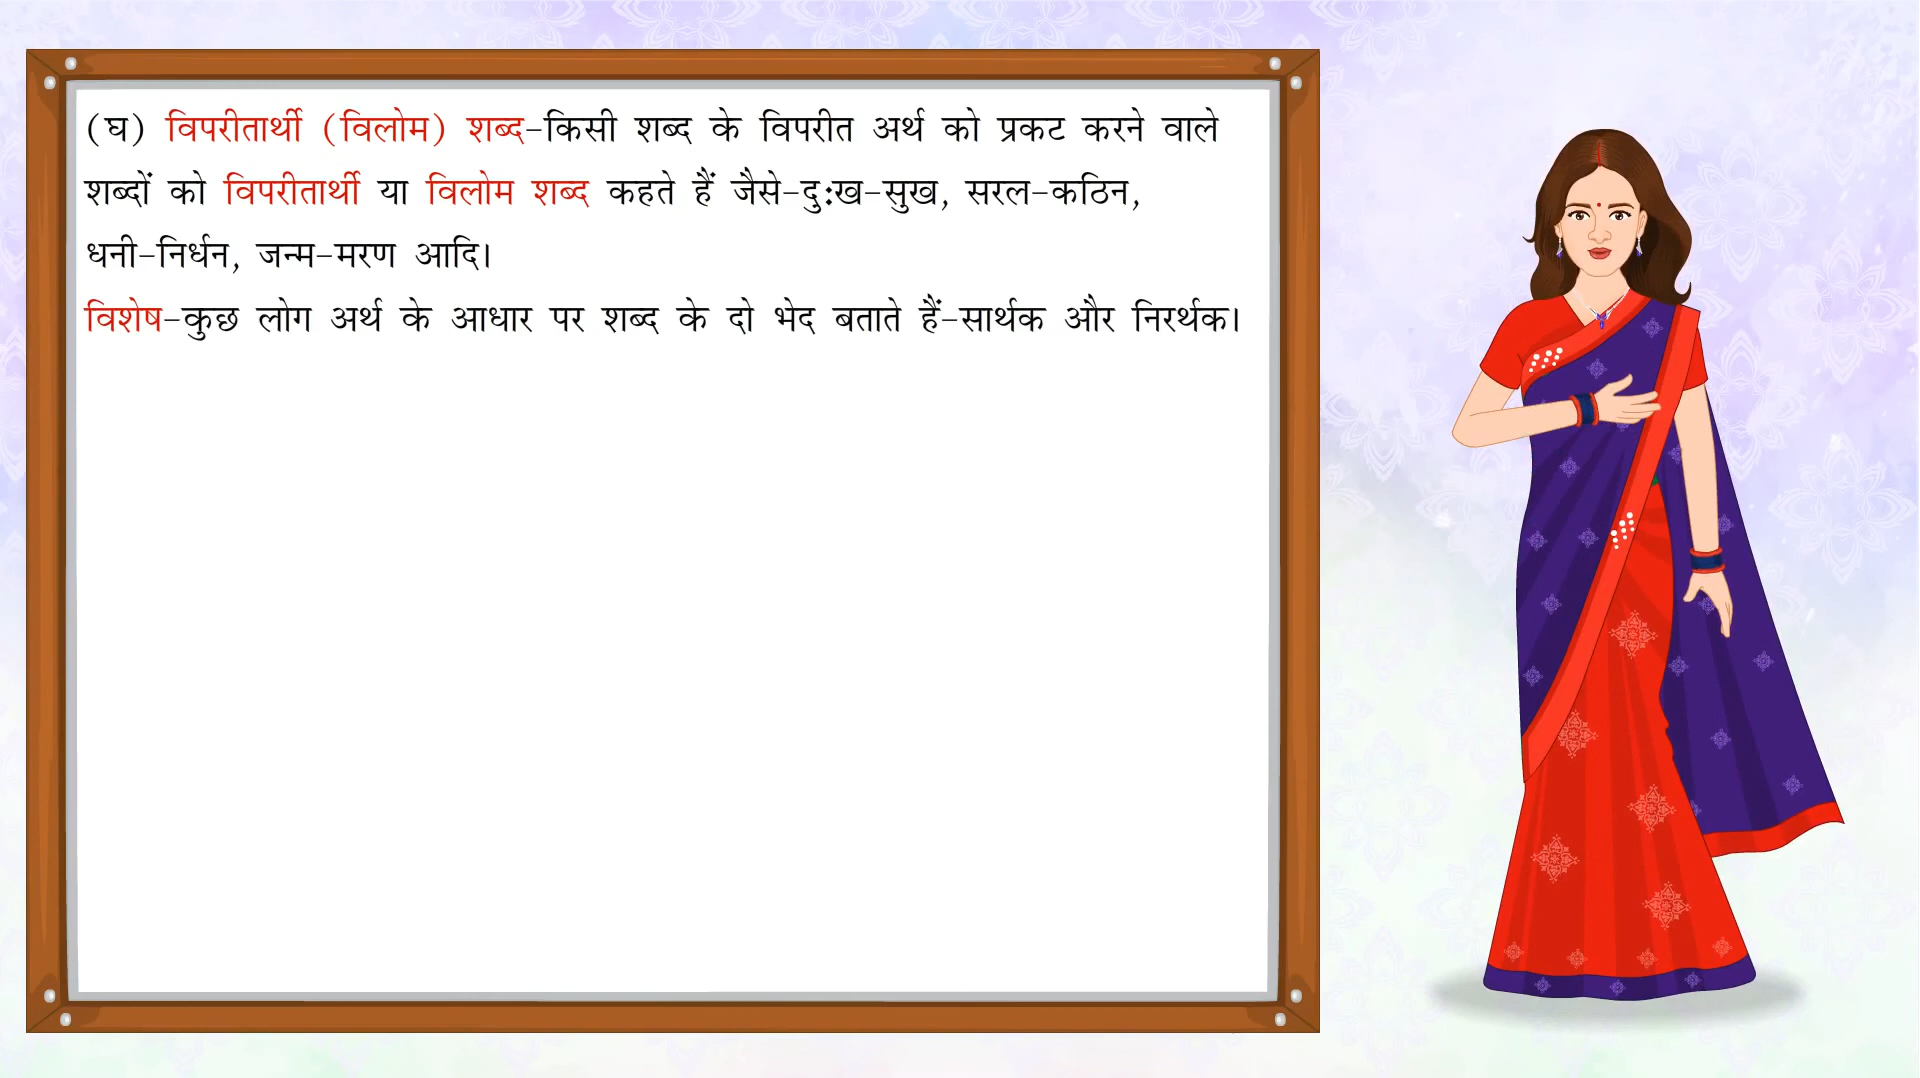 (घ) विपरीतार्थी (विलोम) शब्द-किसी शब्द के विपरीत अर्थ को प्रकट करने वाले
शब्दों को विपरीतार्थी या विलोम शब्द कहते हैं जैसे-दुःख-सुख, सरल-कठिन,
धनी-निर्धन, जन्म-मरण आदि।
विशेष-कुछ लोग अर्थ के आधार पर शब्द के दो भेद बताते हैं-सार्थक और निरर्थक।